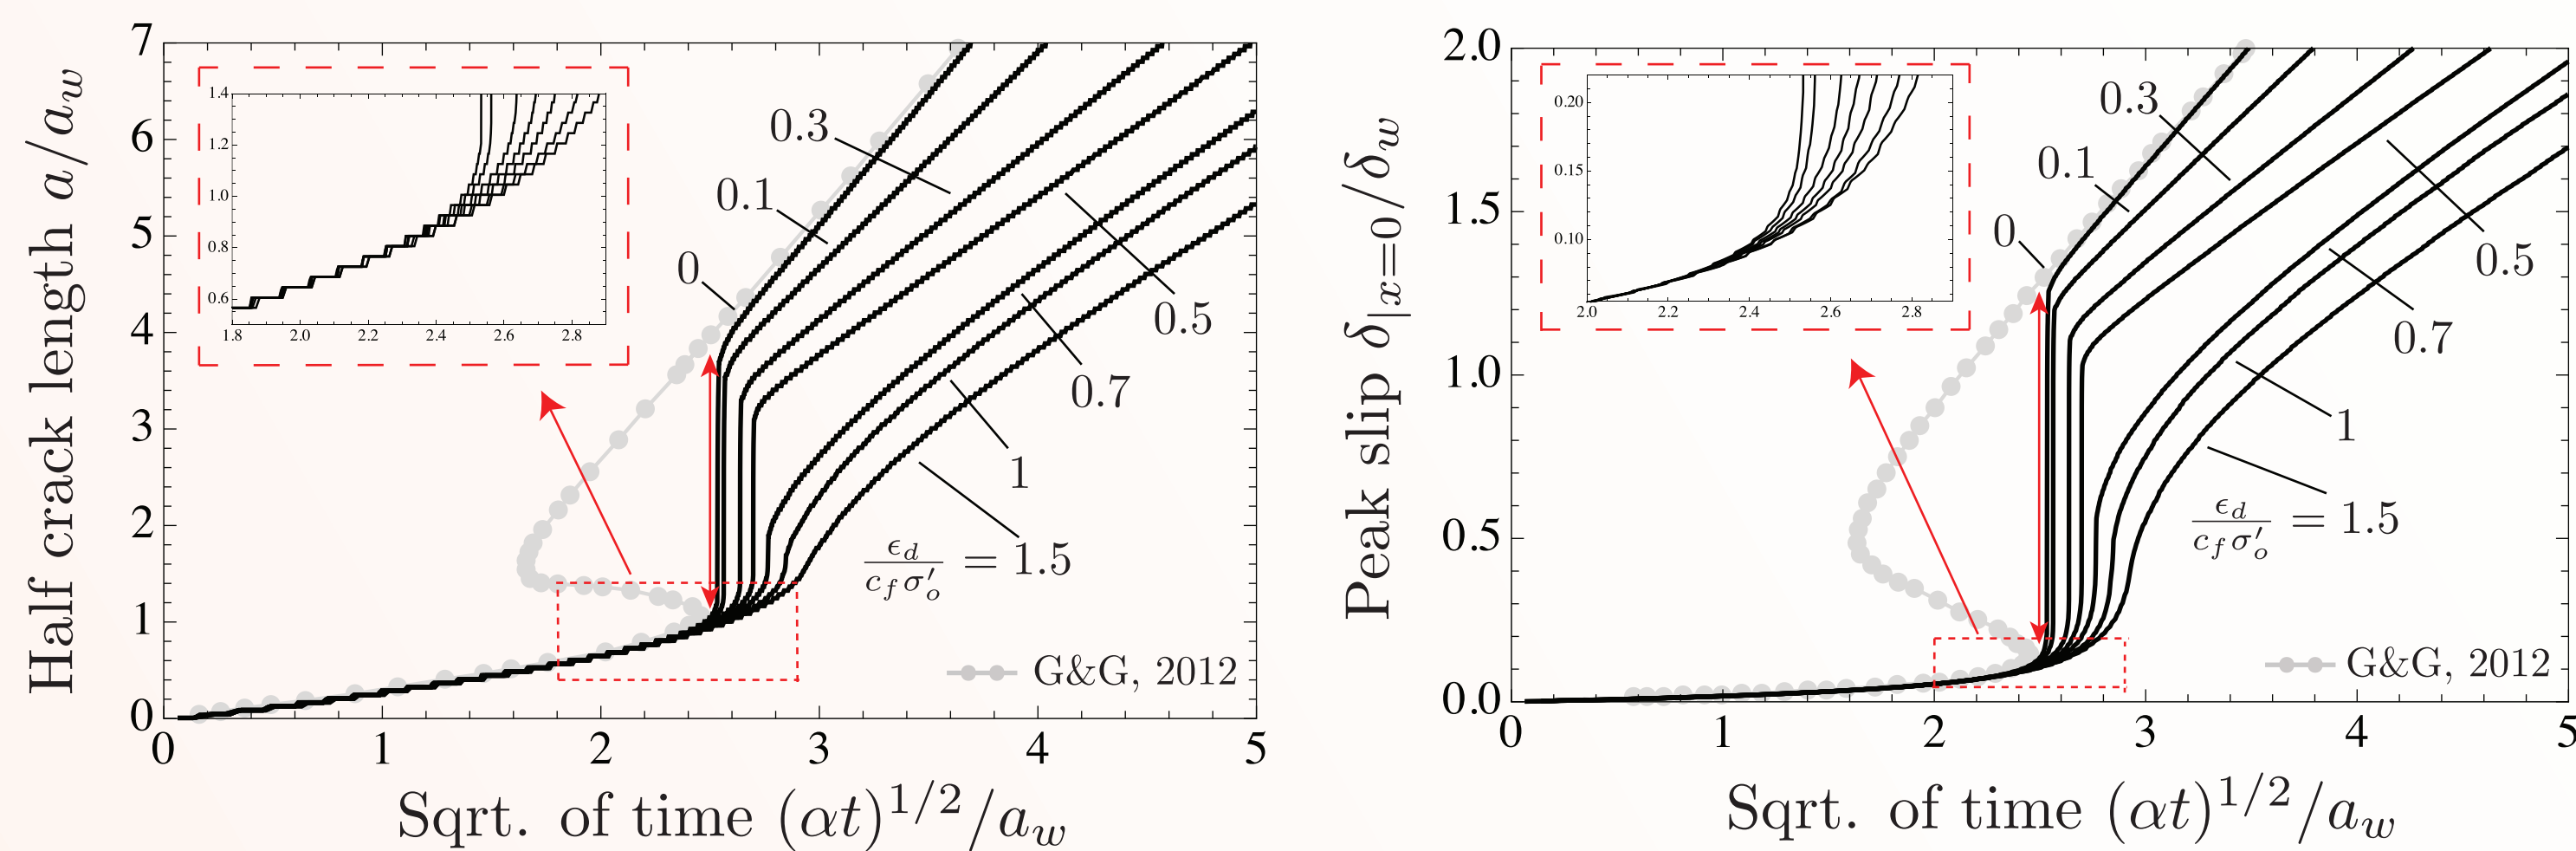 Half crack length a/a_w
7
6
5
4
3
2
1
0
0 1 2 3 4 5
Sqrt. of time (αt)^{1/2}/a_w
1.4
1.2
1.0
0.8
0.6
1.8 2.0 2.2 2.4 2.6 2.8
0.3
0.1
0
0.5
0.7
1
ϵ_d/(c_f σ′_o) = 1.5
G&G, 2012
Peak slip δ_{|x=0}/δ_w
2.0
1.5
1.0
0.5
0.0
0 1 2 3 4 5
Sqrt. of time (αt)^{1/2}/a_w
0.20
0.15
0.10
2.0 2.2 2.4 2.6 2.8
0.3
0.1
0
0.5
0.7
1
ϵ_d/(c_f σ′_o) = 1.5
G&G, 2012